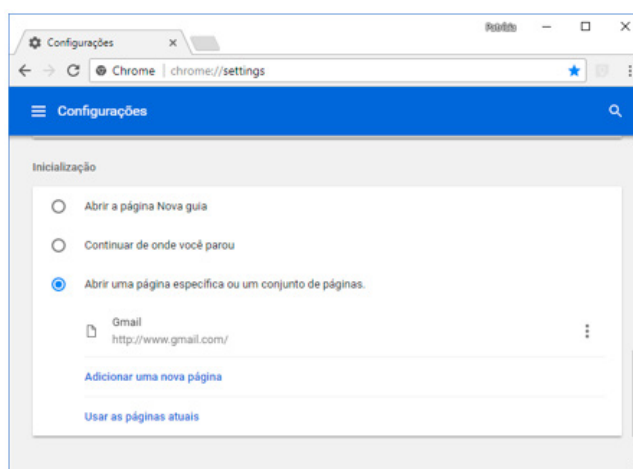 Configurações
Chrome | chrome://settings
Configurações
Inicialização
Abrir a página Nova guia
Continuar de onde você parou
Abrir uma página específica ou um conjunto de páginas.
Gmail
http://www.gmail.com/
Adicionar uma nova página
Usar as páginas atuais